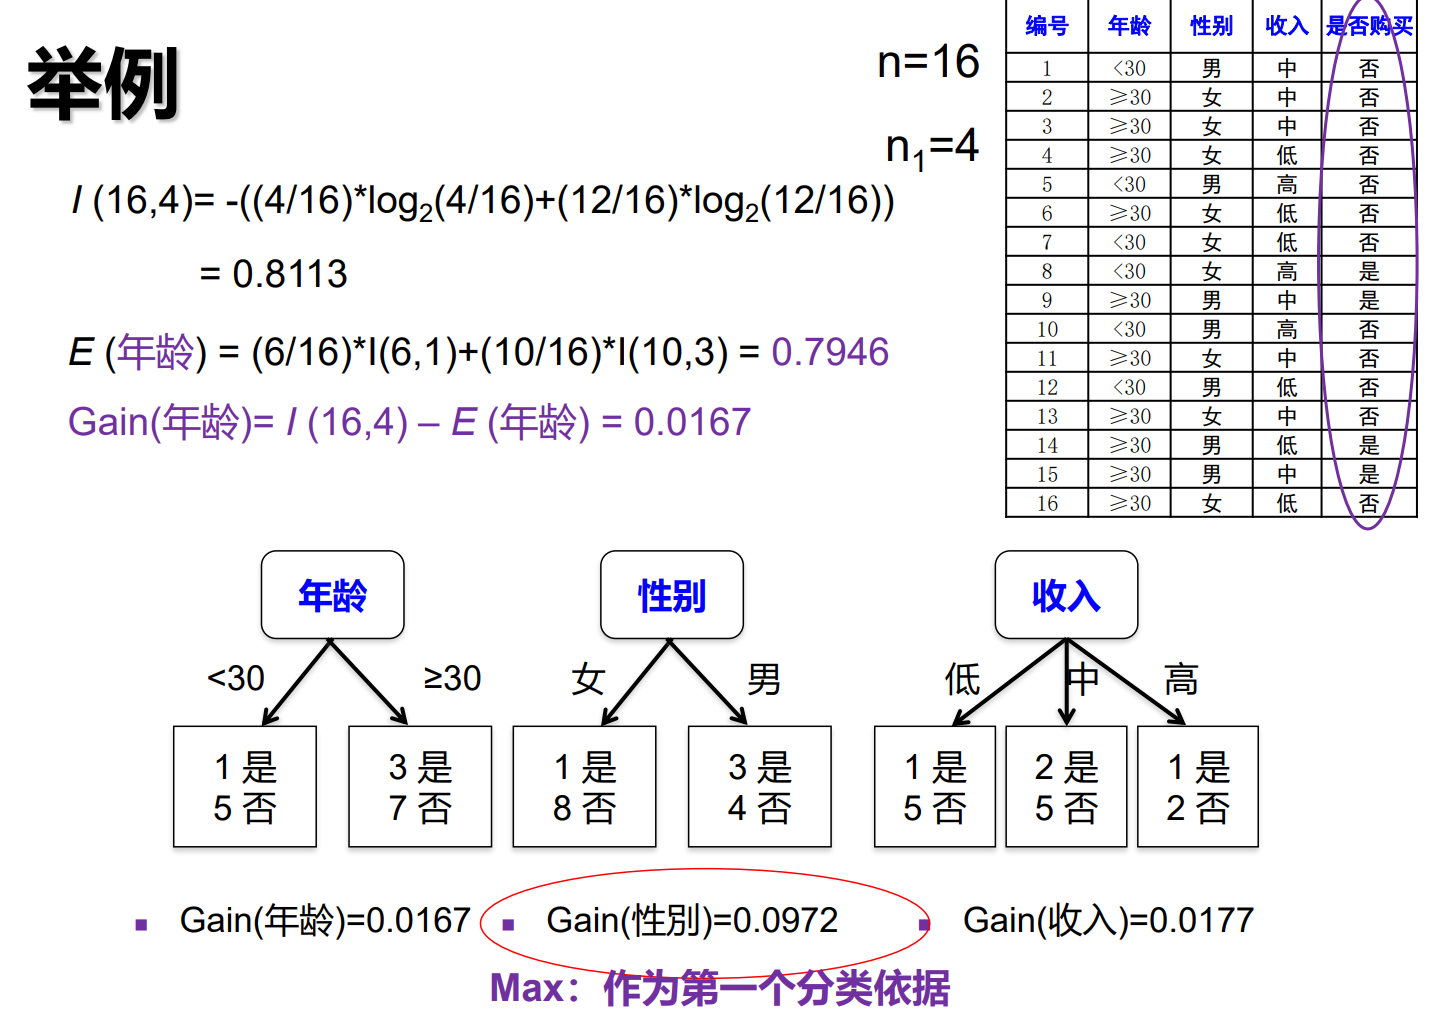 举例
n=16
n1=4
I (16,4)= -((4/16)*log2(4/16)+(12/16)*log2(12/16))
= 0.8113
E (年龄) = (6/16)*I(6,1)+(10/16)*I(10,3) = 0.7946
Gain(年龄)= I (16,4) – E (年龄) = 0.0167
编号 年龄 性别 收入 是否购买
1 <30 男 中 否
2 ≥30 女 中 否
3 ≥30 女 中 否
4 ≥30 女 低 否
5 <30 男 高 否
6 ≥30 女 低 否
7 <30 女 低 否
8 <30 女 高 是
9 ≥30 男 中 是
10 <30 男 高 否
11 ≥30 女 中 否
12 <30 男 低 否
13 ≥30 女 中 否
14 ≥30 男 低 是
15 ≥30 男 中 是
16 ≥30 女 低 否
年龄 性别 收入
<30 ≥30 女 男 低 中 高
1 是 3 是 1 是 3 是 1 是 2 是 1 是
5 否 7 否 8 否 4 否 5 否 5 否 2 否
Gain(年龄)=0.0167 Gain(性别)=0.0972 Gain(收入)=0.0177
Max：作为第一个分类依据